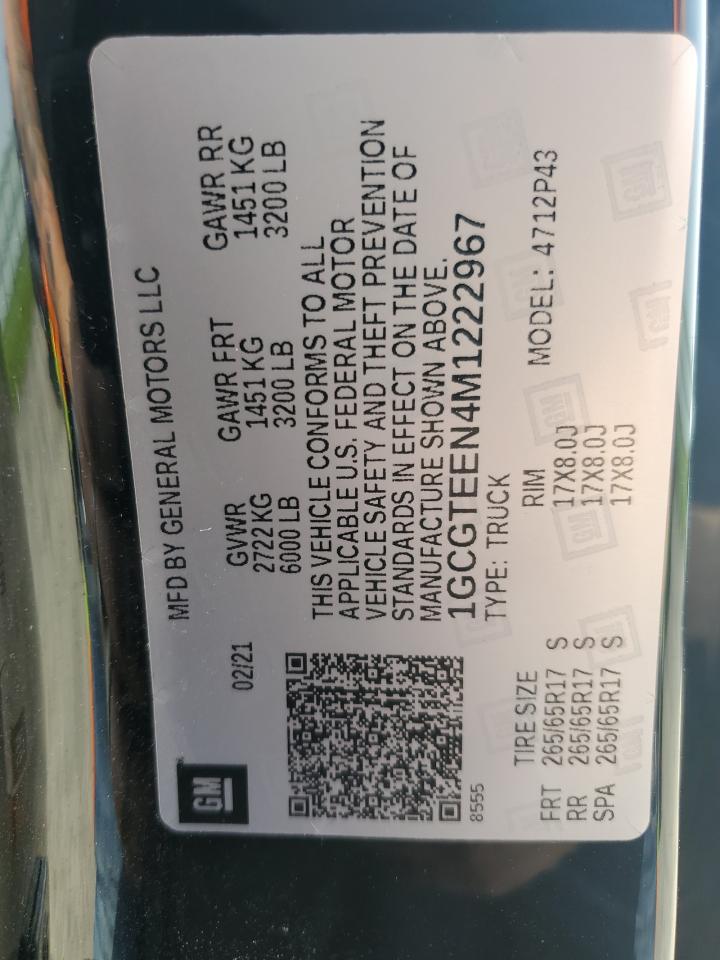 GM
MFD BY GENERAL MOTORS LLC
02/21
GVWR GAWR FRT GAWR RR
2722 KG 1451 KG 1451 KG
6000 LB 3200 LB 3200 LB
THIS VEHICLE CONFORMS TO ALL
APPLICABLE U.S. FEDERAL MOTOR
VEHICLE SAFETY AND THEFT PREVENTION
STANDARDS IN EFFECT ON THE DATE OF
MANUFACTURE SHOWN ABOVE.
1GCGTEEN4M1222967
8555
TYPE: TRUCK
TIRE SIZE RIM MODEL: 4712P43
FRT 265/65R17 S 17X8.0J
RR 265/65R17 S 17X8.0J
SPA 265/65R17 S 17X8.0J